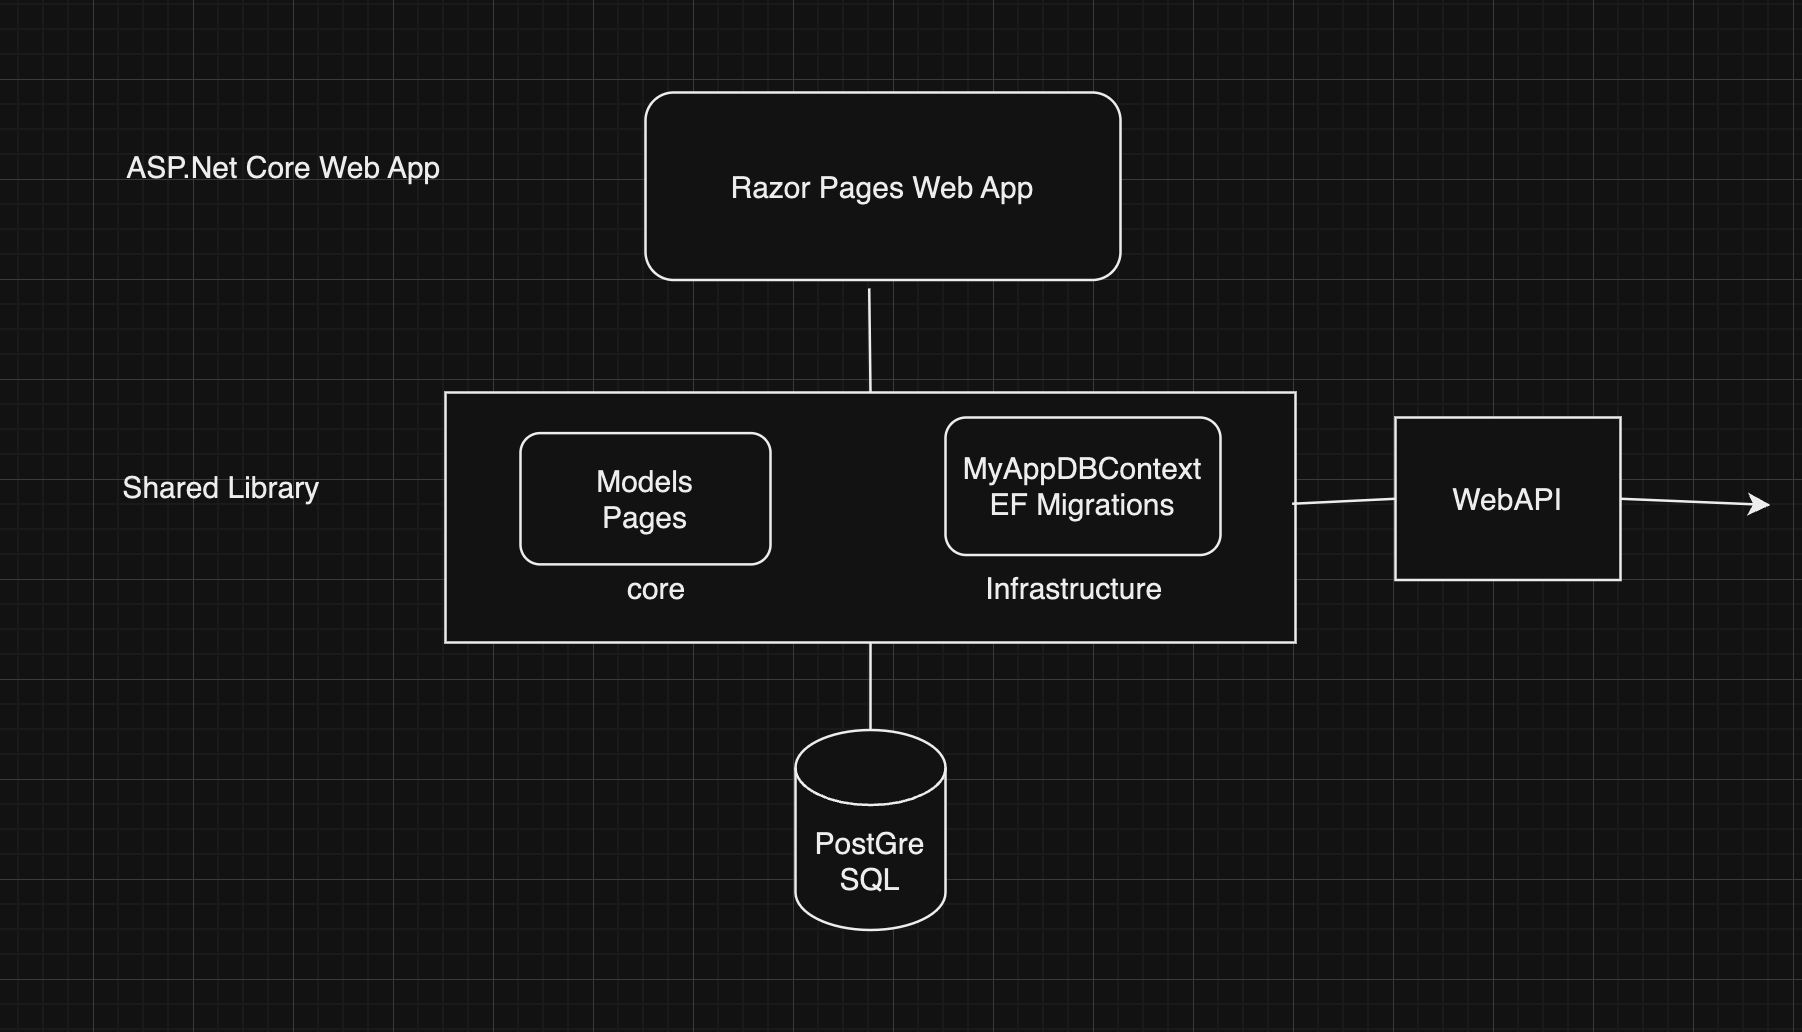 ASP.Net Core Web App
Razor Pages Web App
Shared Library
Models
Pages
core
MyAppDBContext
EF Migrations
Infrastructure
WebAPI
PostGre
SQL